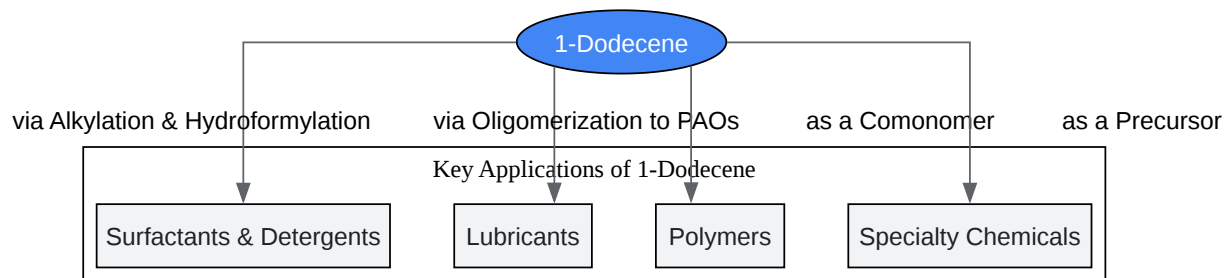 1-Dodecene
via Alkylation & Hydroformylation
via Oligomerization to PAOs
as a Comonomer
as a Precursor
Key Applications of 1-Dodecene
Surfactants & Detergents
Lubricants
Polymers
Specialty Chemicals